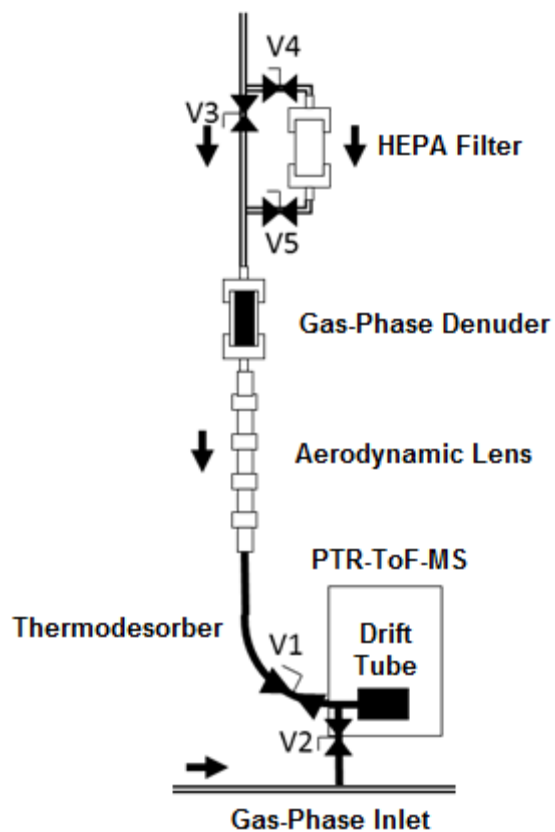 V4
V3
HEPA Filter
V5
Gas-Phase Denuder
Aerodynamic Lens
PTR-ToF-MS
Thermodesorber
Drift
Tube
V1
V2
Gas-Phase Inlet